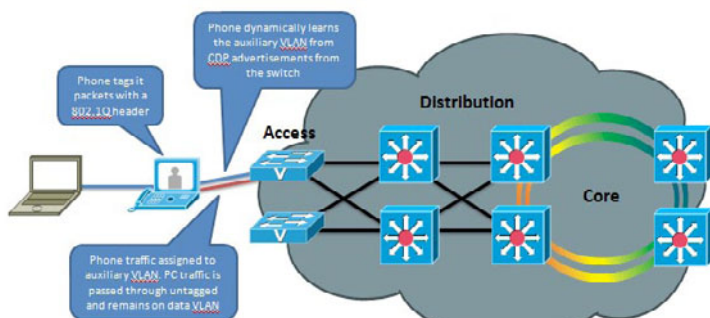 Phone dynamically learns
the auxiliary VLAN from
CDP advertisements from
the switch
Phone tags it
packets with a
802.1Q header
Distribution
Access
V
V
Core
Phone traffic assigned to
auxiliary VLAN. PC traffic is
passed through untagged
and remains on data VLAN